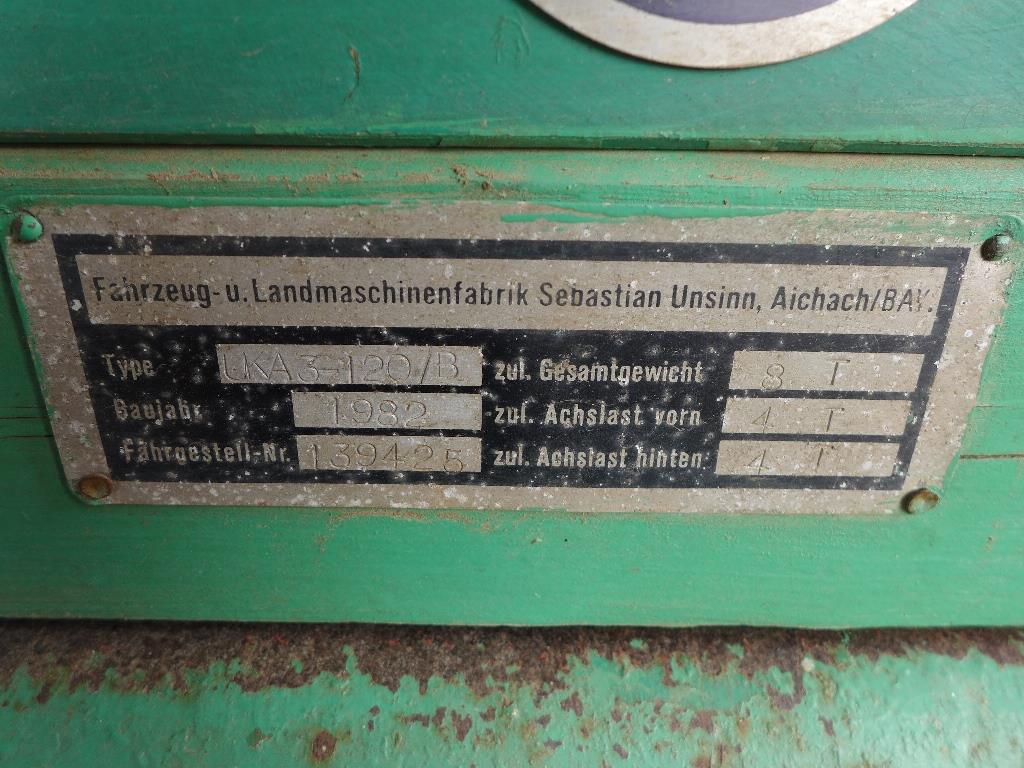 Fahrzeug- u. Landmaschinenfabrik Sebastian Unsinn, Aichach/BAY.
Type LKA3-120/B zul. Gesamtgewicht 8 T
Baujahr 1982 zul. Achslast vorn 4 T
Fahrgestell-Nr. 139425 zul. Achslast hinten 4 T